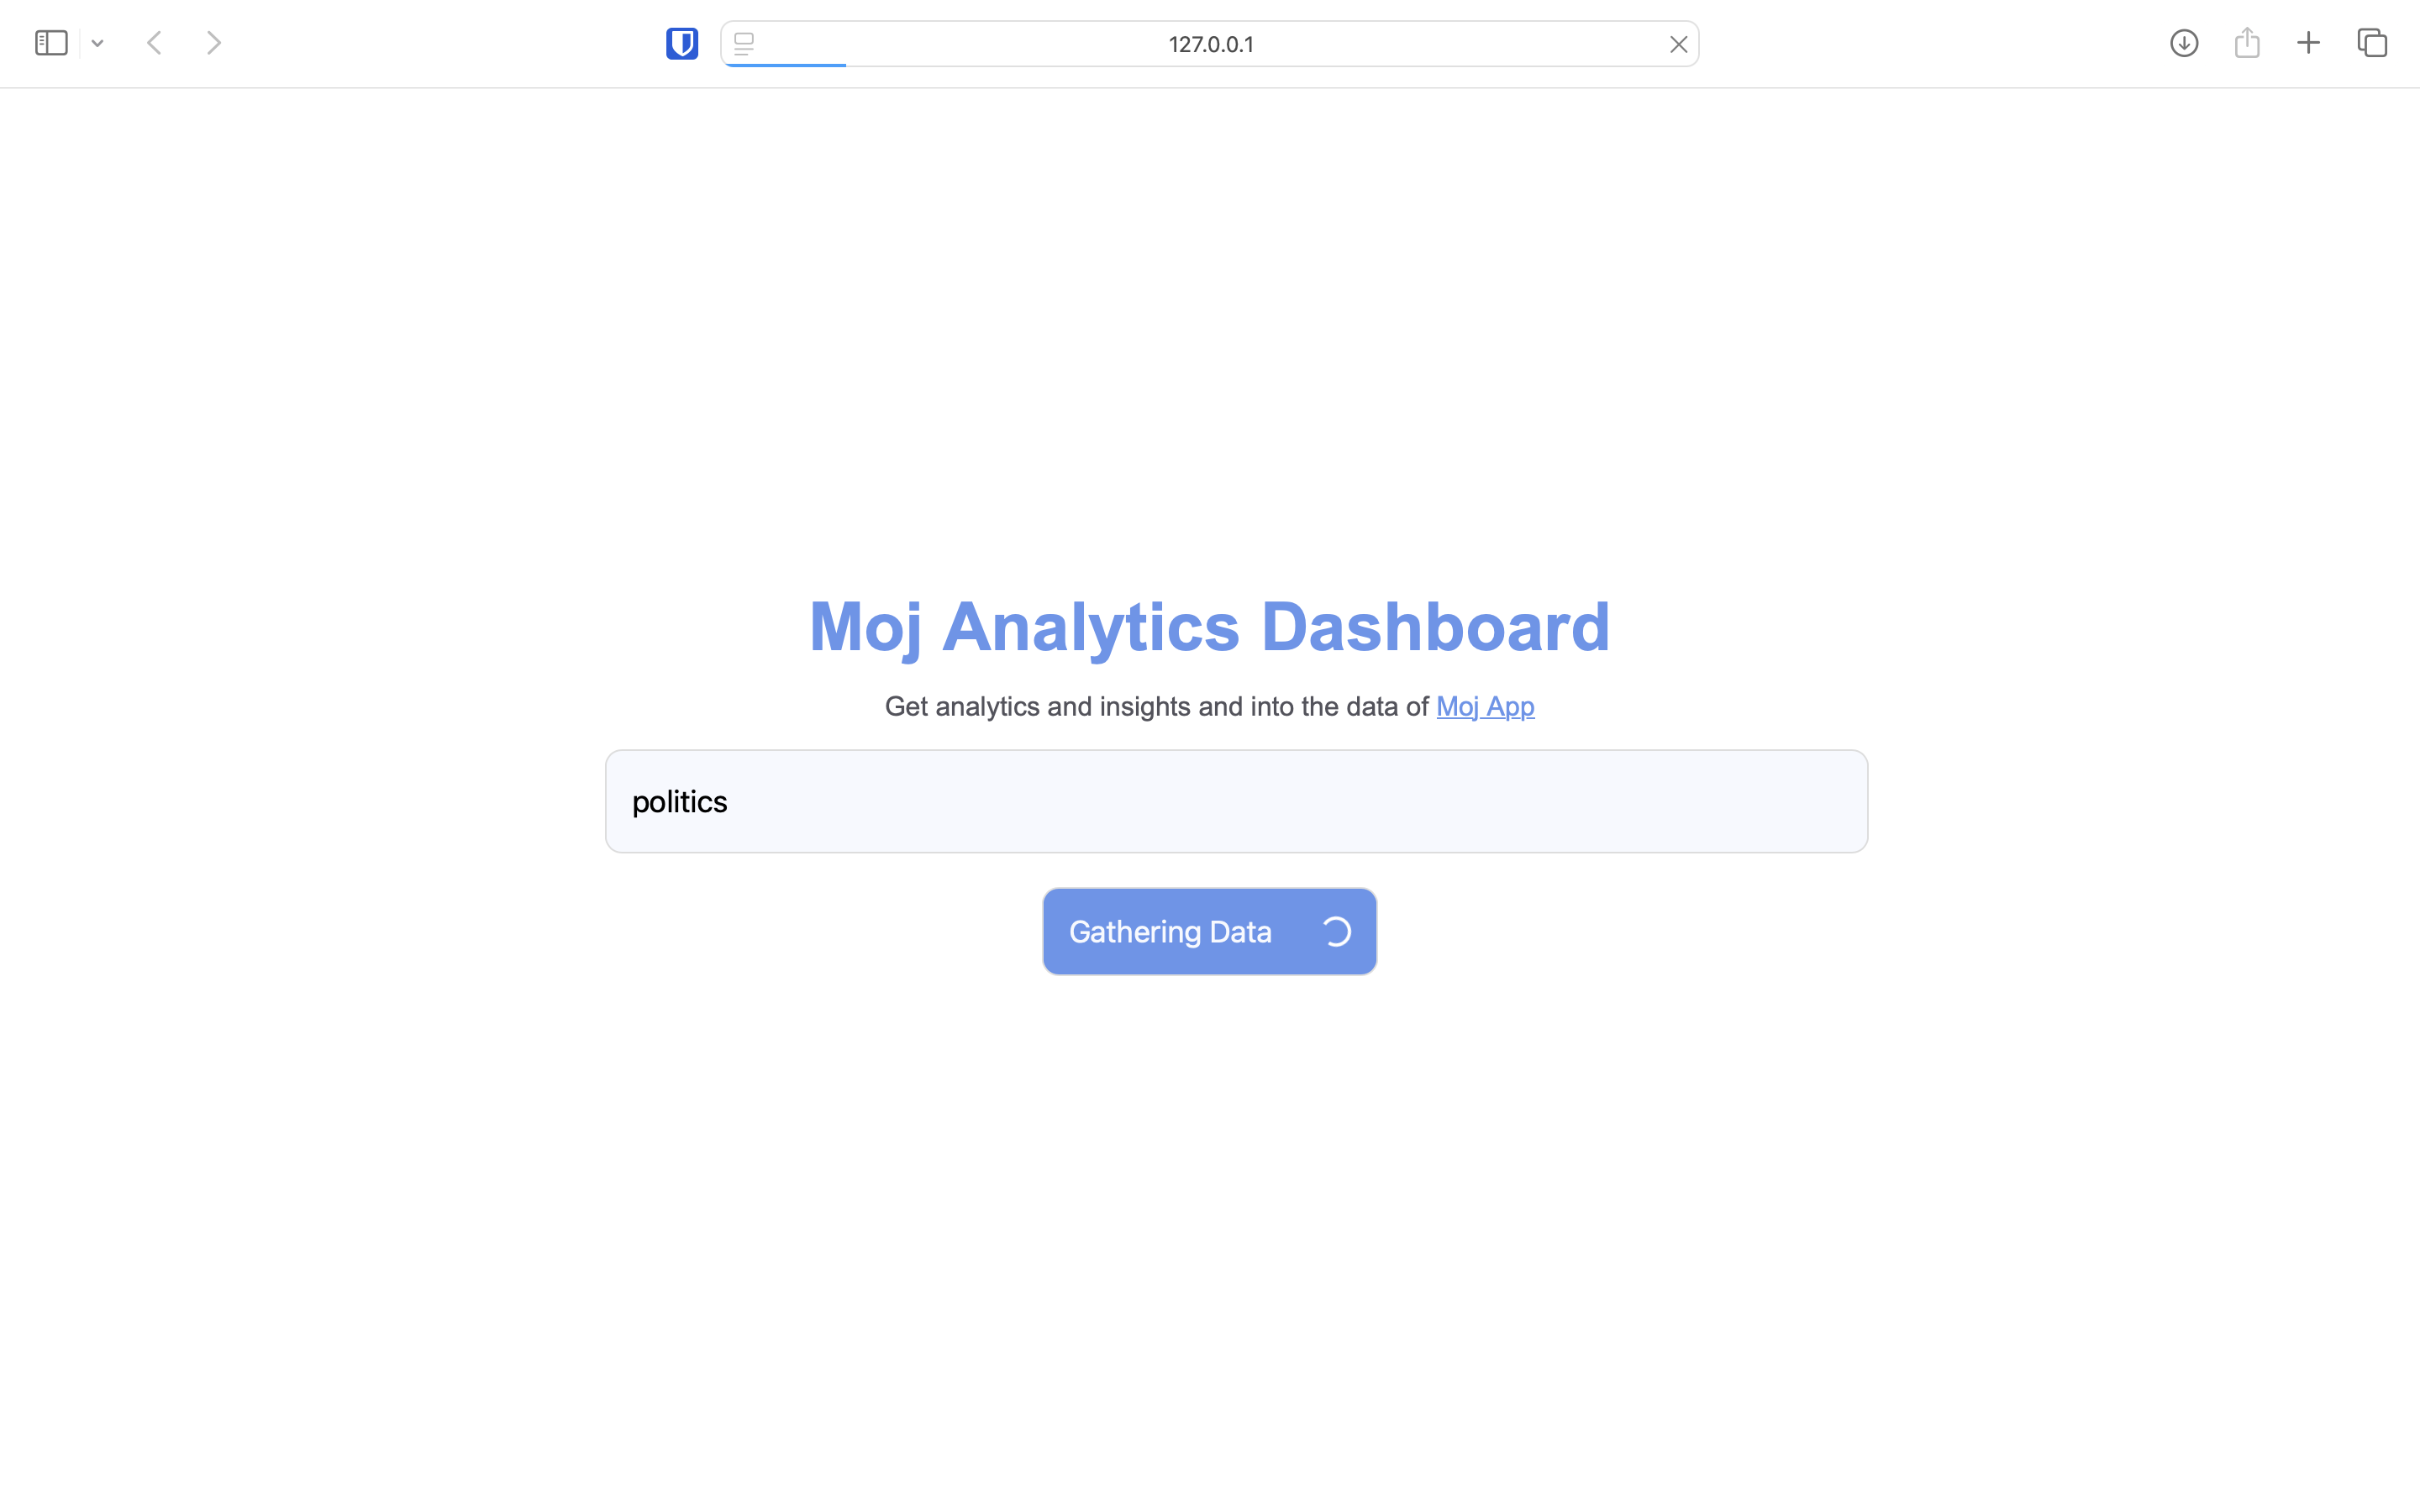 127.0.0.1
Moj Analytics Dashboard
Get analytics and insights and into the data of Moj App
politics
Gathering Data